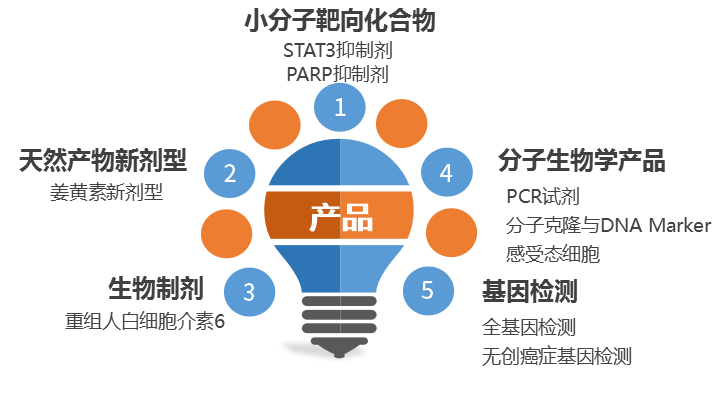 小分子靶向化合物
STAT3抑制剂
PARP抑制剂
1
天然产物新剂型
姜黄素新剂型
2
生物制剂
重组人白细胞介素6
3
产品
4
分子生物学产品
PCR试剂
分子克隆与DNA Marker
感受态细胞
5
基因检测
全基因检测
无创癌症基因检测